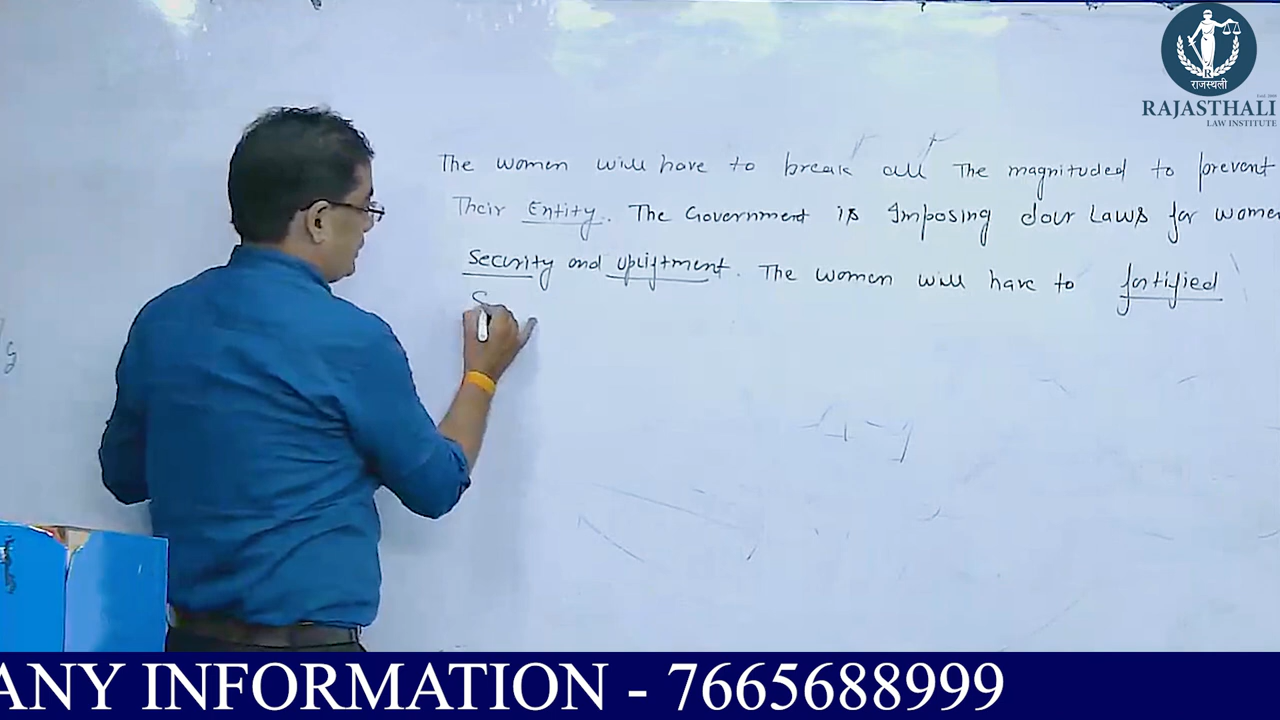 राजस्थली
RAJASTHALI
LAW INSTITUTE
The women will have to break all The magnituded to prevent
Their Entity. The Government is Imposing dour Laws for women
Security and upliftment. The women will have to fortified
S
ANY INFORMATION - 7665688999